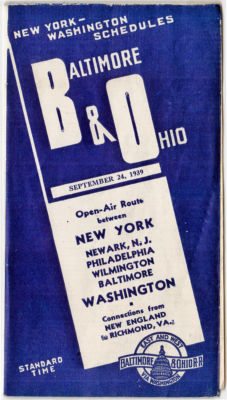 NEW YORK–
WASHINGTON
SCHEDULES
BALTIMORE
B & O
OHIO
SEPTEMBER 24, 1939
Open-Air Route
between
NEW YORK
NEWARK, N.J.
PHILADELPHIA
WILMINGTON
BALTIMORE
WASHINGTON
Connections from
NEW ENGLAND
to RICHMOND, VA.
STANDARD
TIME
EAST AND WEST
BALTIMORE & OHIO R.R.
VIA WASHINGTON